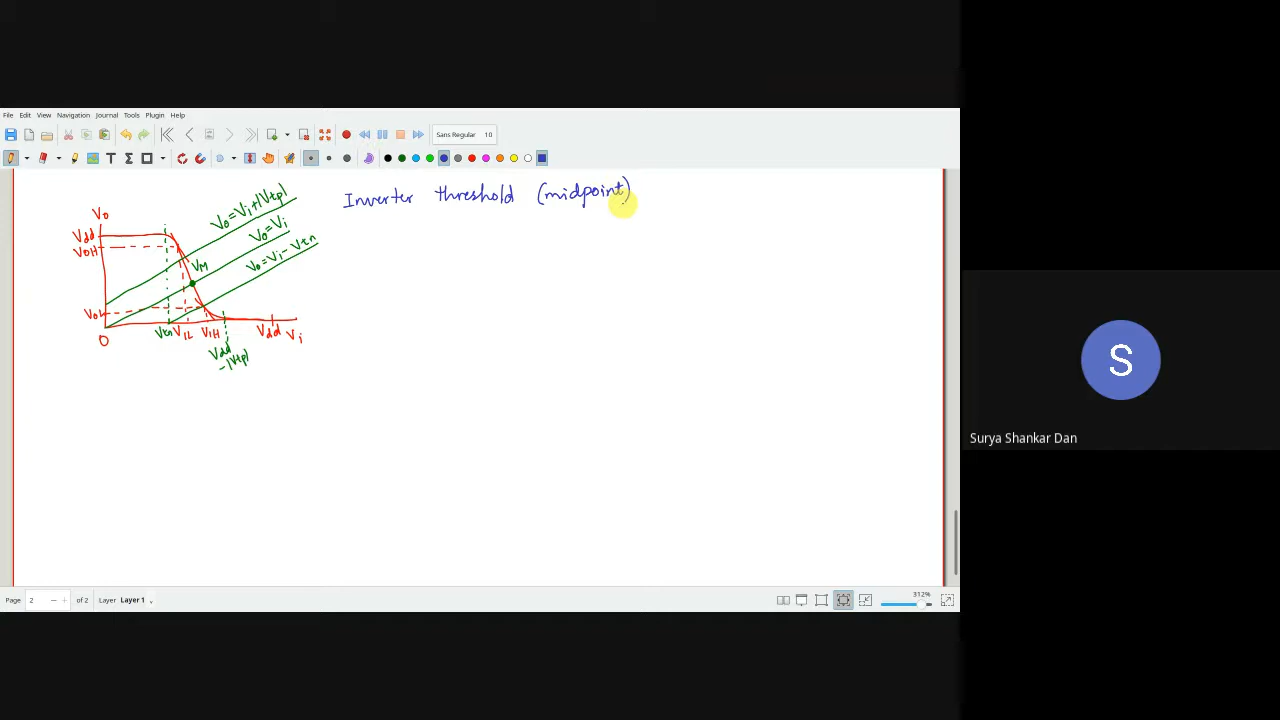 File Edit View Navigation Journal Tools Plugin Help
Sans Regular 10
Inverter threshold (midpoint)
Vo=Vi+|Vtp|
Vo
Vo=Vi
Vdd
Vo=Vi-Vtn
VOH
VM
VOL
Vtn VIL VIH Vdd Vi
O
Vdd
-|Vtp|
S
Surya Shankar Dan
Page 2 of 2 Layer Layer 1 312%